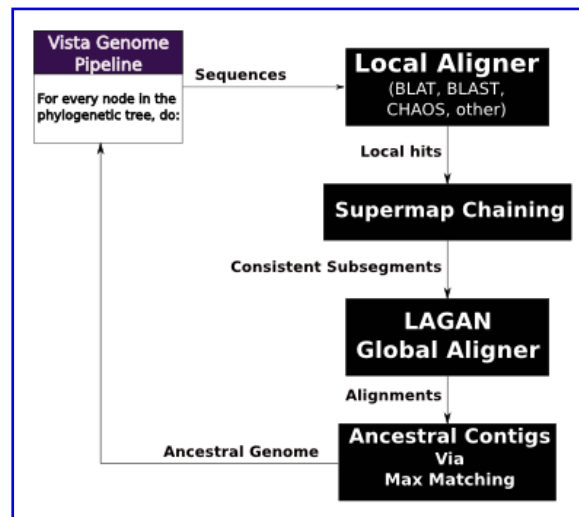 Vista Genome
Pipeline
For every node in the
phylogenetic tree, do:
Sequences
Local Aligner
(BLAT, BLAST,
CHAOS, other)
Local hits
Supermap Chaining
Consistent Subsegments
LAGAN
Global Aligner
Alignments
Ancestral Contigs
Via
Max Matching
Ancestral Genome